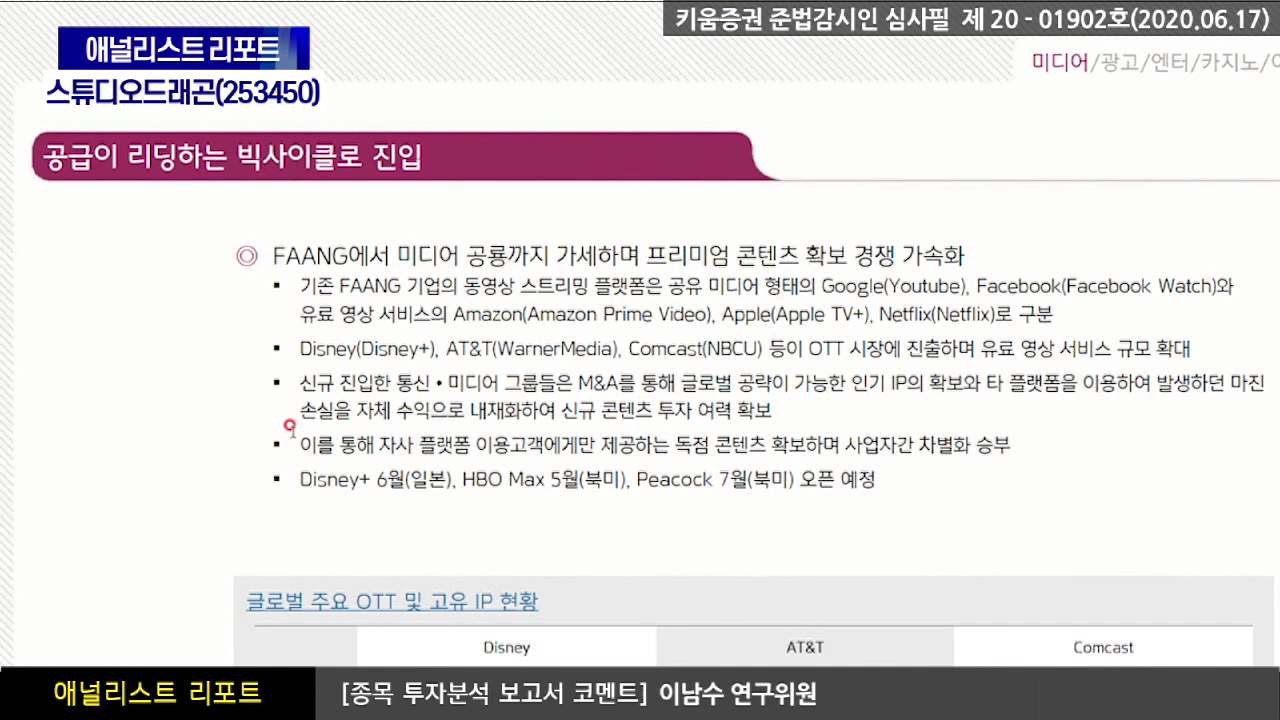 키움증권 준법감시인 심사필 제 20 - 01902호(2020.06.17)
애널리스트 리포트
스튜디오드래곤(253450)
미디어/광고/엔터/카지노/
공급이 리딩하는 빅사이클로 진입
◎ FAANG에서 미디어 공룡까지 가세하며 프리미엄 콘텐츠 확보 경쟁 가속화
▪ 기존 FAANG 기업의 동영상 스트리밍 플랫폼은 공유 미디어 형태의 Google(Youtube), Facebook(Facebook Watch)와
유료 영상 서비스의 Amazon(Amazon Prime Video), Apple(Apple TV+), Netflix(Netflix)로 구분
▪ Disney(Disney+), AT&T(WarnerMedia), Comcast(NBCU) 등이 OTT 시장에 진출하며 유료 영상 서비스 규모 확대
▪ 신규 진입한 통신 • 미디어 그룹들은 M&A를 통해 글로벌 공략이 가능한 인기 IP의 확보와 타 플랫폼을 이용하여 발생하던 마진
손실을 자체 수익으로 내재화하여 신규 콘텐츠 투자 여력 확보
▪ 이를 통해 자사 플랫폼 이용고객에게만 제공하는 독점 콘텐츠 확보하며 사업자간 차별화 승부
▪ Disney+ 6월(일본), HBO Max 5월(북미), Peacock 7월(북미) 오픈 예정
글로벌 주요 OTT 및 고유 IP 현황
Disney AT&T Comcast
애널리스트 리포트 [종목 투자분석 보고서 코멘트] 이남수 연구위원